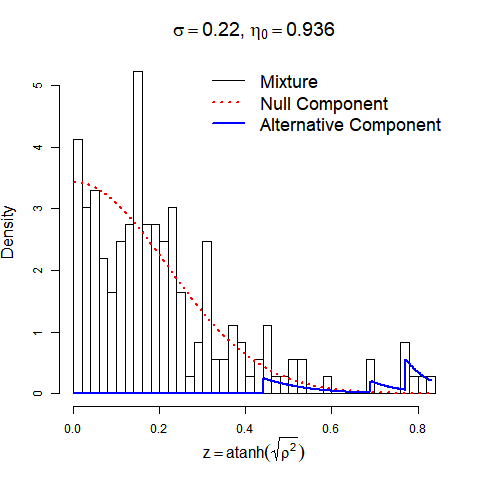 σ = 0.22, η₀ = 0.936
Mixture
Null Component
Alternative Component
Density
5
4
3
2
1
0
0.0 0.2 0.4 0.6 0.8
z = atanh(√ρ²)